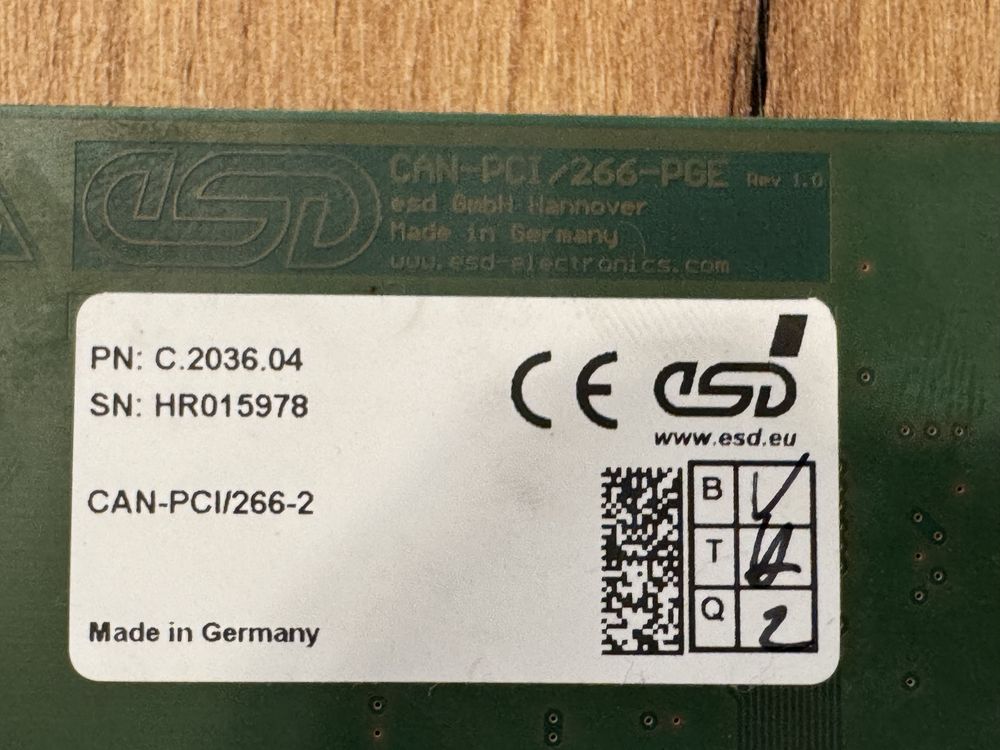 esd CAN-PCI/266-PGE Rev 1.0
esd GmbH Hannover
Made in Germany
www.esd-electronics.com
PN: C.2036.04
SN: HR015978
CE esd
www.esd.eu
CAN-PCI/266-2
B
T
Q 2
Made in Germany